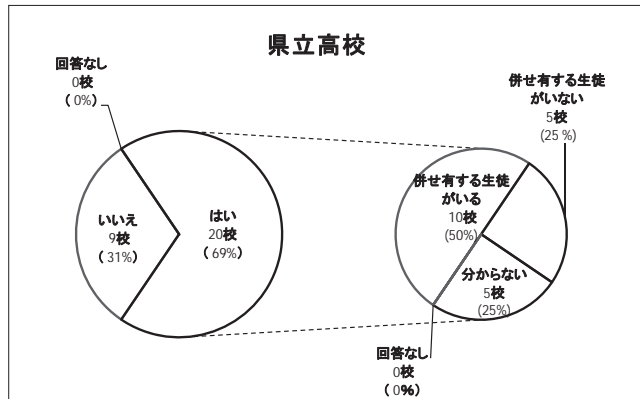 県立高校
回答なし
0校
( 0%)
いいえ
9校
( 31%)
はい
20校
( 69%)
併せ有する生徒
がいない
5校
(25 %)
併せ有する生徒
がいる
10校
(50%)
分からない
5校
(25%)
回答なし
0校
( 0%)